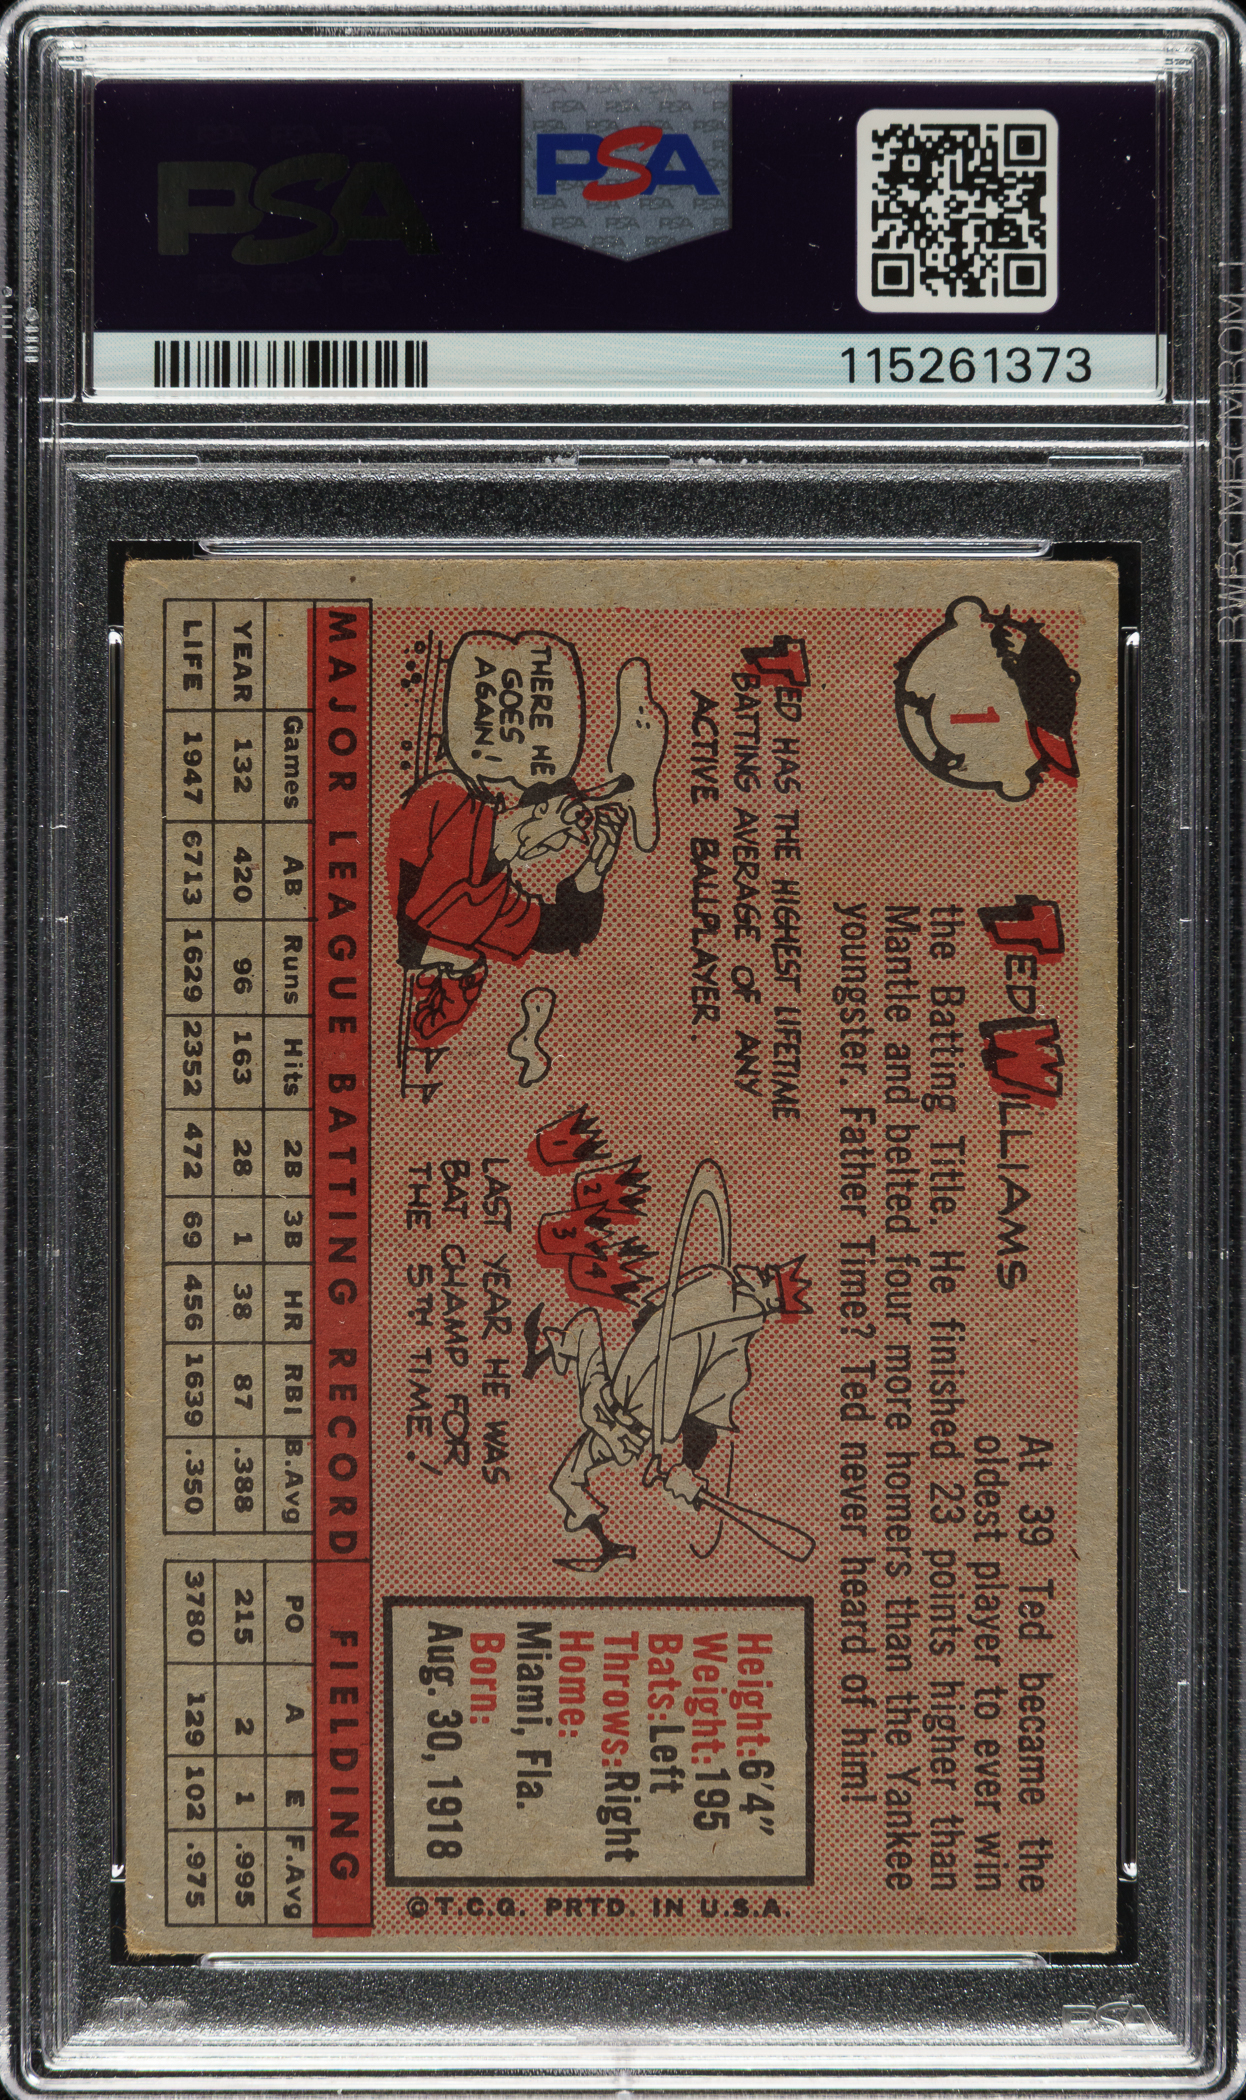 PSA
PSA
115261373
1
TED WILLIAMS
At 39 Ted became the
oldest player to ever win
the Batting Title. He finished 23 points higher than
Mantle and belted four more homers than the Yankee
youngster. Father Time? Ted never heard of him!
TED HAS THE HIGHEST LIFETIME
BATTING AVERAGE OF ANY
ACTIVE BALLPLAYER.
THERE HE
GOES
AGAIN!
1
2
3
4
LAST YEAR HE WAS
BAT CHAMP FOR
THE 5TH TIME!
Height: 6'4"
Weight: 195
Bats: Left
Throws: Right
Home:
Miami, Fla.
Born:
Aug. 30, 1918
© T.C.G. PRTD. IN U.S.A.
MAJOR LEAGUE BATTING RECORD FIELDING
Games AB Runs Hits 2B 3B HR RBI B.Avg PO A E F.Avg
YEAR 132 420 96 163 28 1 38 87 .388 215 2 1 .995
LIFE 1947 6713 1629 2352 472 69 456 1639 .350 3780 129 102 .975
PSA